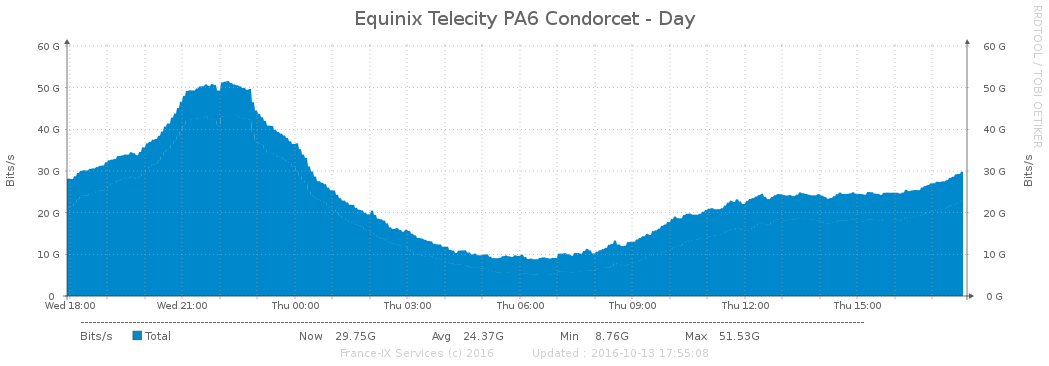 Equinix Telecity PA6 Condorcet - Day
RRDTOOL / TOBI OETIKER
Bits/s
60 G 60 G
50 G 50 G
40 G 40 G
30 G 30 G
20 G 20 G
10 G 10 G
0 0 G
Bits/s
Wed 18:00 Wed 21:00 Thu 00:00 Thu 03:00 Thu 06:00 Thu 09:00 Thu 12:00 Thu 15:00
Bits/s Total Now 29.75G Avg 24.37G Min 8.76G Max 51.53G
France-IX Services (c) 2016 Updated : 2016-10-13 17:55:08